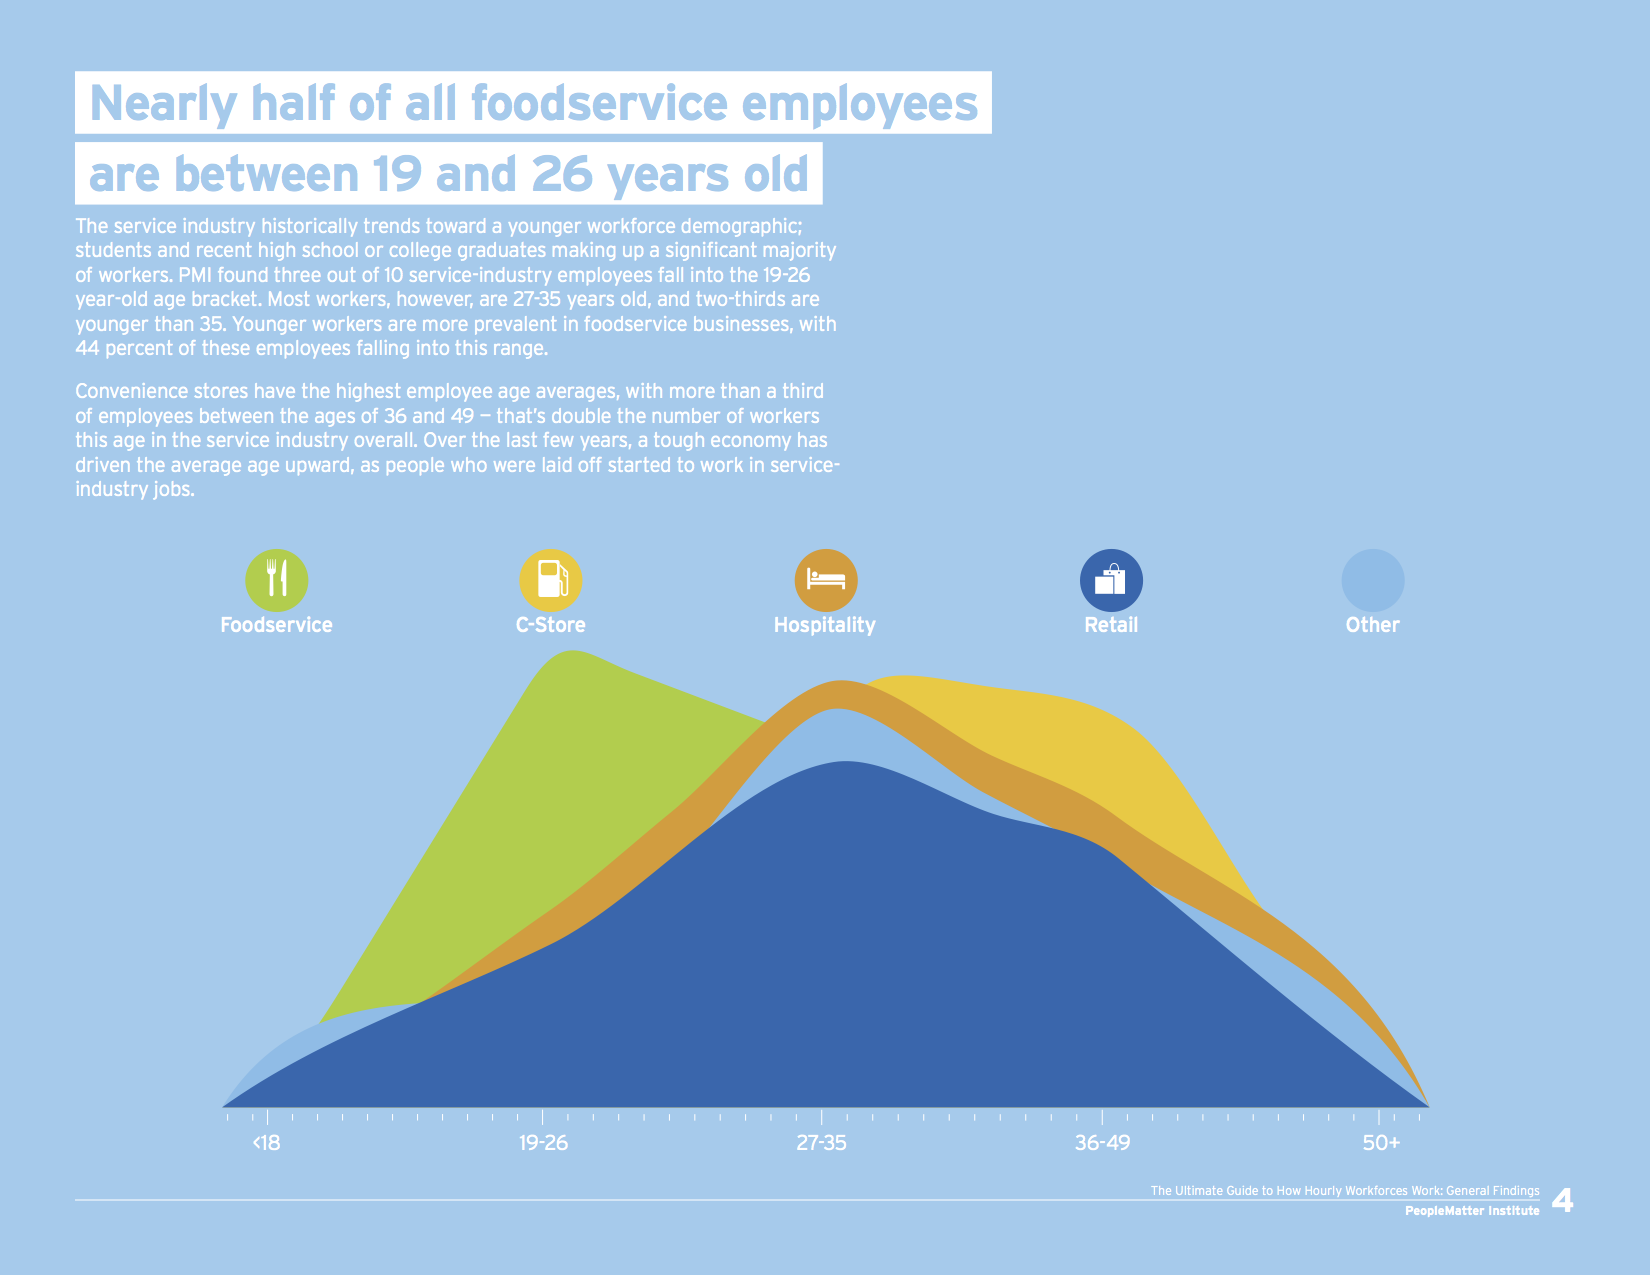 Nearly half of all foodservice employees
are between 19 and 26 years old
The service industry historically trends toward a younger workforce demographic;
students and recent high school or college graduates making up a significant majority
of workers. PMI found three out of 10 service-industry employees fall into the 19-26
year-old age bracket. Most workers, however, are 27-35 years old, and two-thirds are
younger than 35. Younger workers are more prevalent in foodservice businesses, with
44 percent of these employees falling into this range.
Convenience stores have the highest employee age averages, with more than a third
of employees between the ages of 36 and 49 – that's double the number of workers
this age in the service industry overall. Over the last few years, a tough economy has
driven the average age upward, as people who were laid off started to work in service-
industry jobs.
Foodservice
C-Store
Hospitality
Retail
Other
<18
19-26
27-35
36-49
50+
The Ultimate Guide to How Hourly Workforces Work: General Findings
PeopleMatter Institute
4